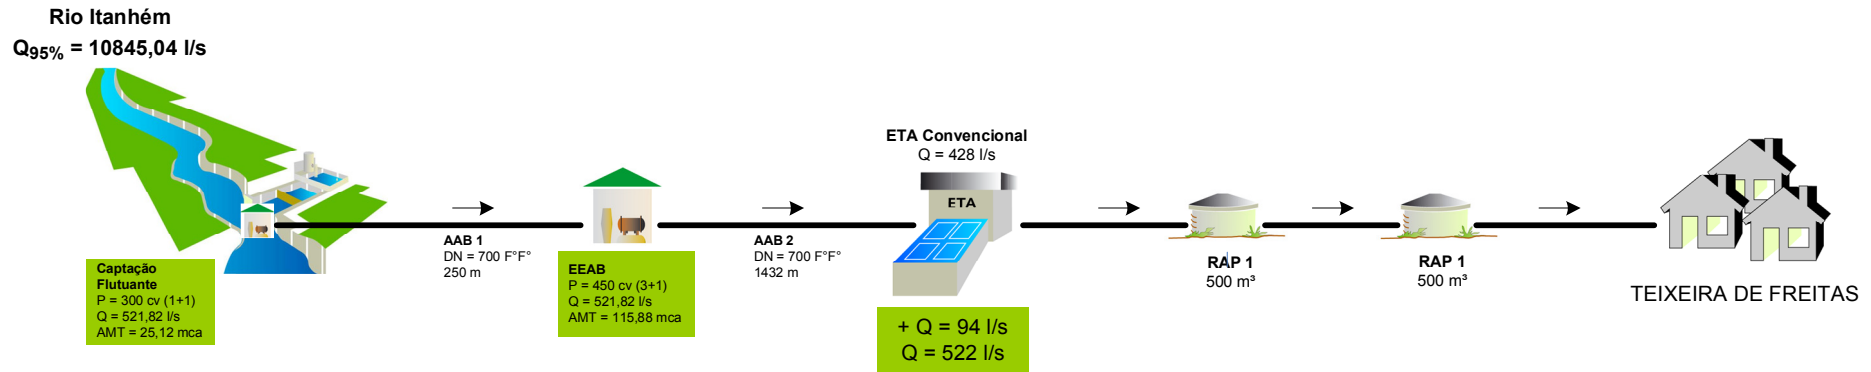 Rio Itanhém
Q95% = 10845,04 l/s
Captação
Flutuante
P = 300 cv (1+1)
Q = 521,82 l/s
AMT = 25,12 mca
AAB 1
DN = 700 F°F°
250 m
EEAB
P = 450 cv (3+1)
Q = 521,82 l/s
AMT = 115,88 mca
AAB 2
DN = 700 F°F°
1432 m
ETA Convencional
Q = 428 l/s
ETA
+ Q = 94 l/s
Q = 522 l/s
RAP 1
500 m³
RAP 1
500 m³
TEIXEIRA DE FREITAS